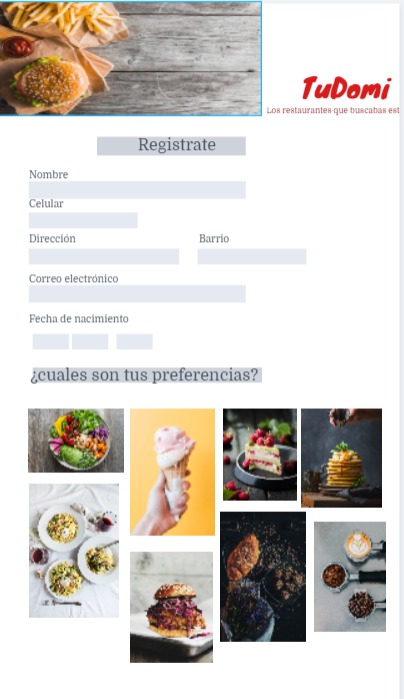 TuDomi
Los restaurantes que buscabas est
Registrate
Nombre
Celular
Dirección Barrio
Correo electrónico
Fecha de nacimiento
¿cuales son tus preferencias?